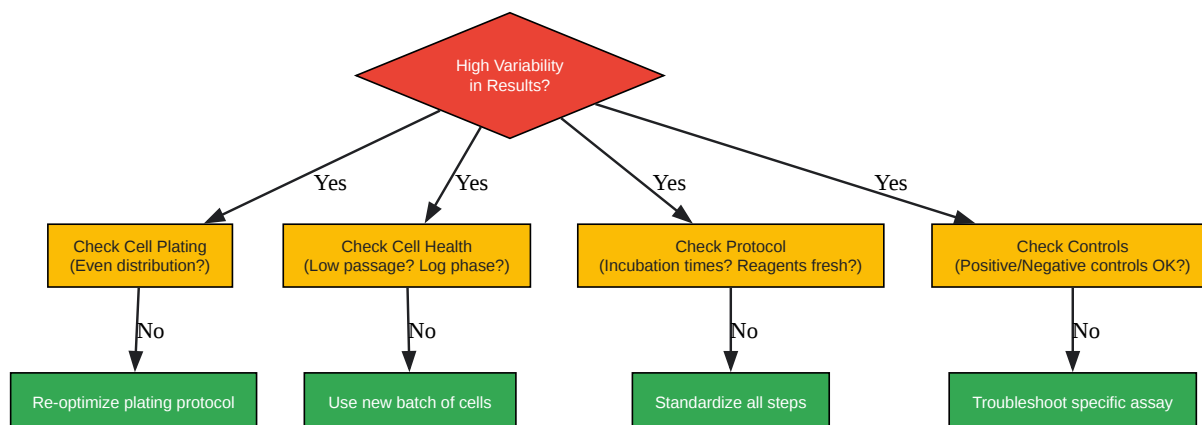 High Variability
in Results?
Yes
Yes
Yes
Yes
Check Cell Plating
(Even distribution?)
Check Cell Health
(Low passage? Log phase?)
Check Protocol
(Incubation times? Reagents fresh?)
Check Controls
(Positive/Negative controls OK?)
No
No
No
No
Re-optimize plating protocol
Use new batch of cells
Standardize all steps
Troubleshoot specific assay